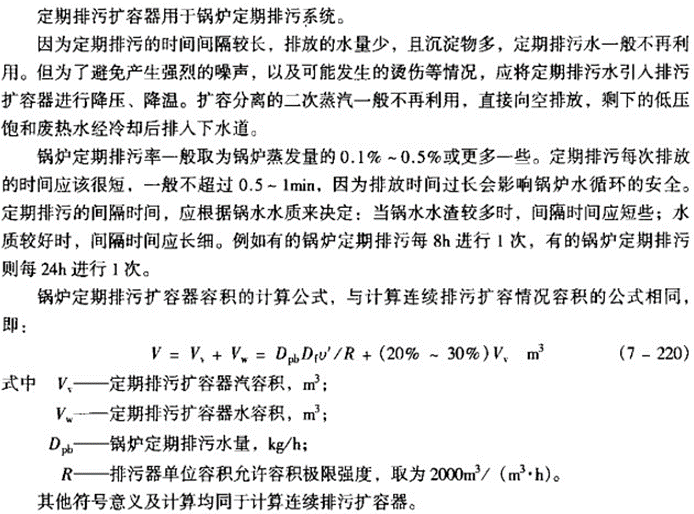 定期排污扩容器用于锅炉定期排污系统。
因为定期排污的时间间隔较长，排放的水量少，且沉淀物多，定期排污水一般不再利
用。但为了避免产生强烈的噪声，以及可能发生的烫伤等情况，应将定期排污水引入排污
扩容器进行降压、降温。扩容分离的二次蒸汽一般不再利用，直接向空排放，剩下的低压
饱和废热水经冷却后排入下水道。
锅炉定期排污率一般取为锅炉蒸发量的 0.1% ~ 0.5%或更多一些。定期排污每次排放
的时间应该很短，一般不超过 0.5 ~ 1min，因为排放时间过长会影响锅炉水循环的安全。
定期排污的间隔时间，应根据锅水水质来决定：当锅水水渣较多时，间隔时间应短些；水
质较好时，间隔时间应长细。例如有的锅炉定期排污每 8h 进行 1 次，有的锅炉定期排污
则每 24h 进行 1 次。
锅炉定期排污扩容器容积的计算公式，与计算连续排污扩容情况容积的公式相同，
即：
V = Vᵥ + V_w = D_pb D_f υ′/R + (20% ~ 30%) Vᵥ m³ (7 – 220)
式中 Vᵥ——定期排污扩容器汽容积，m³；
V_w——定期排污扩容器水容积，m³；
D_pb——锅炉定期排污水量，kg/h；
R——排污器单位容积允许容积极限强度，取为 2000m³/（m³·h）。
其他符号意义及计算均同于计算连续排污扩容器。